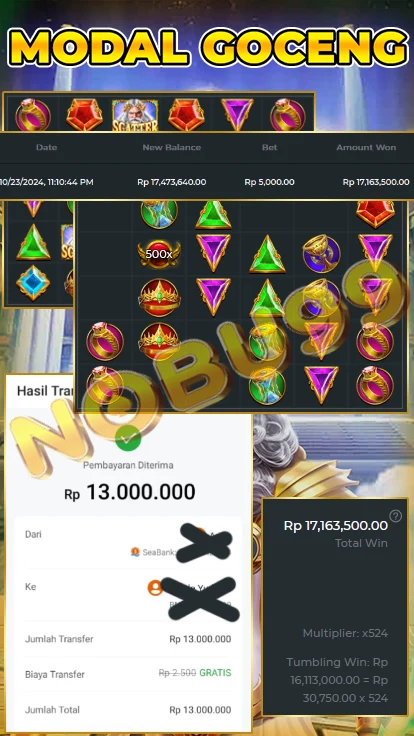 MODAL GOCENG
SCATTER
Date New Balance Bet Amount Won
10/23/2024, 11:10:44 PM Rp 17,473,640.00 Rp 5,000.00 Rp 17,163,500.00
500x
NOBU99
Hasil Tran
Pembayaran Diterima
Rp 13.000.000
Dari
SeaBank:
Ke
Jumlah Transfer Rp 13.000.000
Biaya Transfer Rp 2.500 GRATIS
Jumlah Total Rp 13.000.000
Rp 17,163,500.00
?
Total Win
Multiplier: x524
Tumbling Win: Rp
16,113,000.00 = Rp
30,750.00 x 524